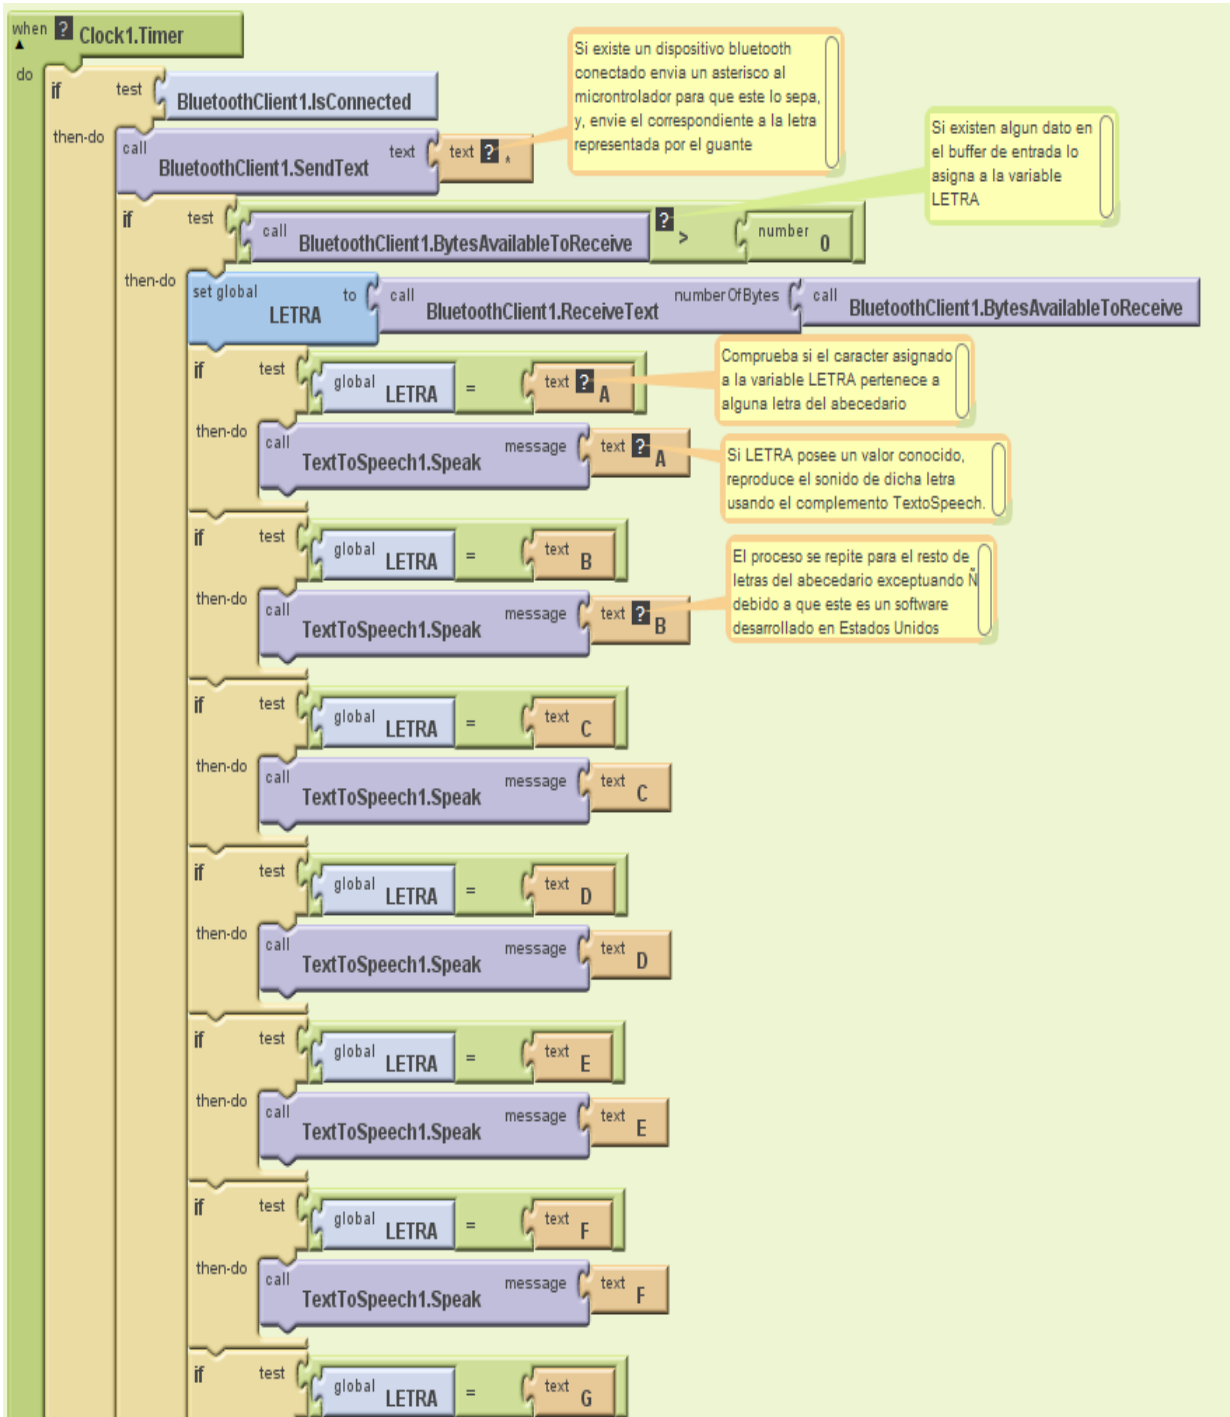 when ? Clock1.Timer
do
if test BluetoothClient1.IsConnected
Si existe un dispositivo bluetooth
conectado envia un asterisco al
microntrolador para que este lo sepa,
y, envie el correspondiente a la letra
representada por el guante
then-do call BluetoothClient1.SendText text text ? *
Si existen algun dato en
el buffer de entrada lo
asigna a la variable
LETRA
if test call BluetoothClient1.BytesAvailableToReceive ? > number 0
then-do set global LETRA to call BluetoothClient1.ReceiveText numberOfBytes call BluetoothClient1.BytesAvailableToReceive
if test global LETRA = text ? A
Comprueba si el caracter asignado
a la variable LETRA pertenece a
alguna letra del abecedario
then-do call TextToSpeech1.Speak message text ? A
Si LETRA posee un valor conocido,
reproduce el sonido de dicha letra
usando el complemento TextoSpeech.
if test global LETRA = text B
El proceso se repite para el resto de
letras del abecedario exceptuando Ñ
debido a que este es un software
desarrollado en Estados Unidos
then-do call TextToSpeech1.Speak message text ? B
if test global LETRA = text C
then-do call TextToSpeech1.Speak message text C
if test global LETRA = text D
then-do call TextToSpeech1.Speak message text D
if test global LETRA = text E
then-do call TextToSpeech1.Speak message text E
if test global LETRA = text F
then-do call TextToSpeech1.Speak message text F
if test global LETRA = text G